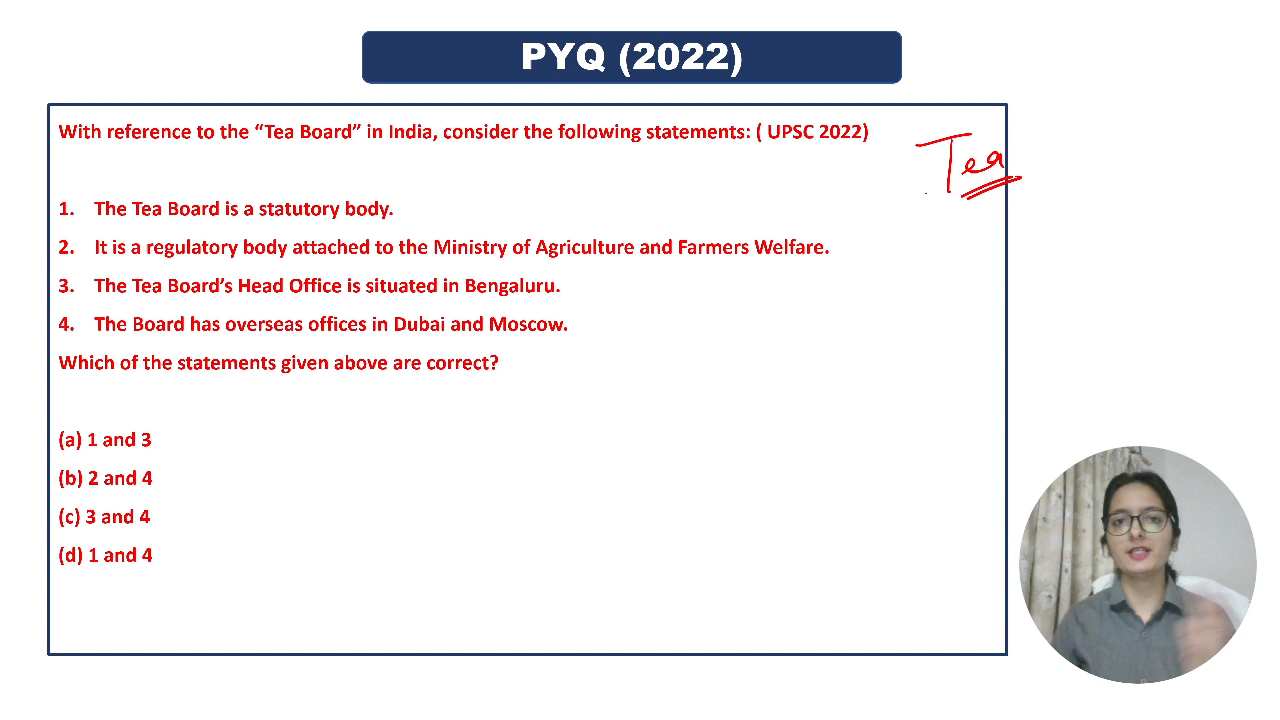 PYQ (2022)
With reference to the “Tea Board” in India, consider the following statements: ( UPSC 2022)
Tea
1. The Tea Board is a statutory body.
2. It is a regulatory body attached to the Ministry of Agriculture and Farmers Welfare.
3. The Tea Board’s Head Office is situated in Bengaluru.
4. The Board has overseas offices in Dubai and Moscow.
Which of the statements given above are correct?
(a) 1 and 3
(b) 2 and 4
(c) 3 and 4
(d) 1 and 4